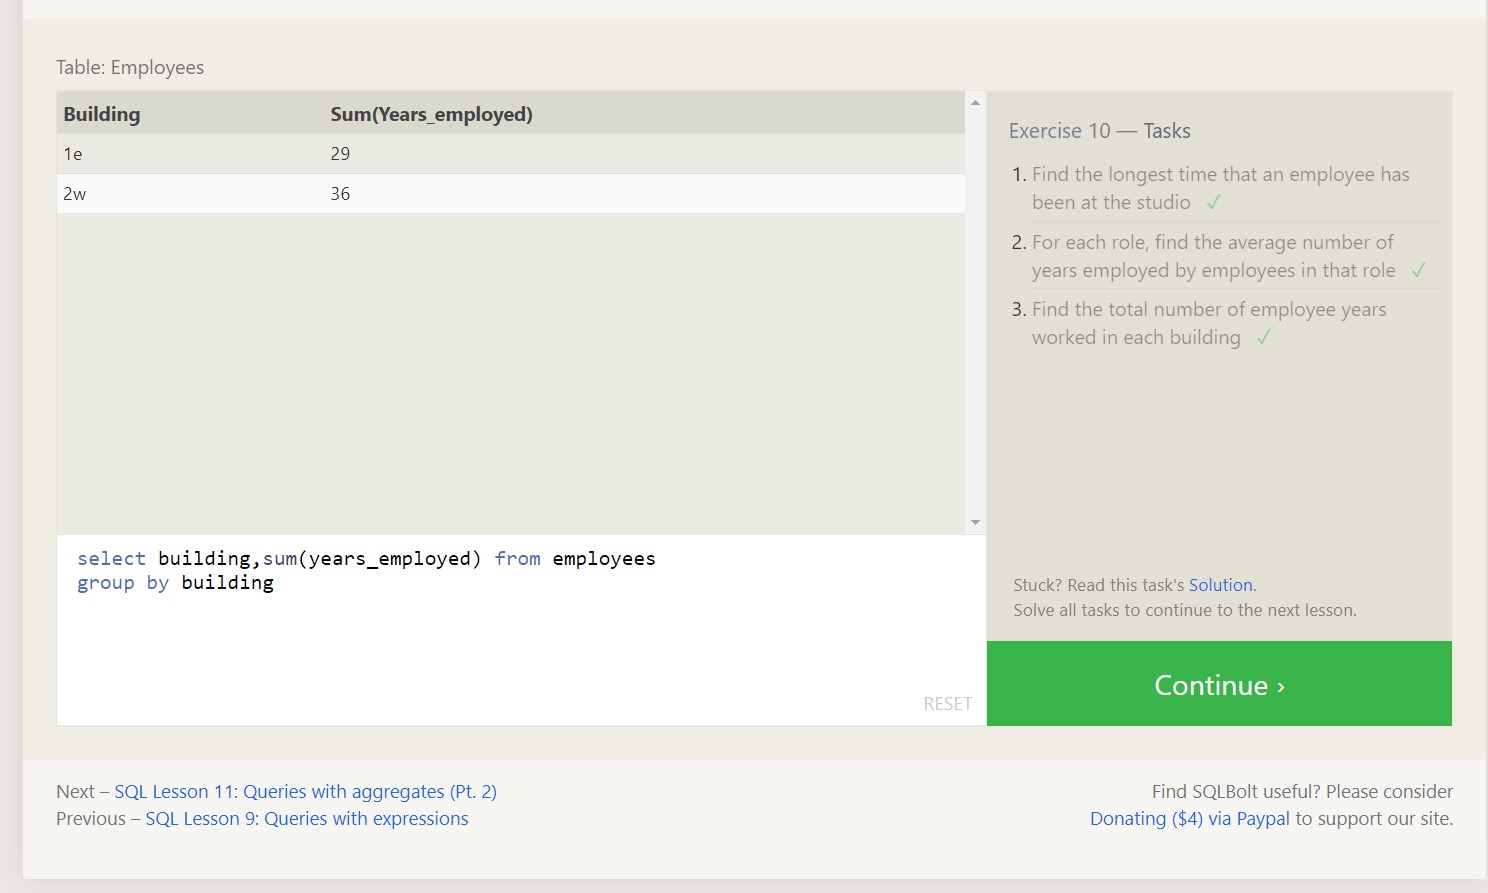 Table: Employees
Building Sum(Years_employed)
1e 29
2w 36
select building,sum(years_employed) from employees
group by building
RESET
Exercise 10 — Tasks
1. Find the longest time that an employee has
been at the studio ✓
2. For each role, find the average number of
years employed by employees in that role ✓
3. Find the total number of employee years
worked in each building ✓
Stuck? Read this task's Solution.
Solve all tasks to continue to the next lesson.
Continue ›
Next – SQL Lesson 11: Queries with aggregates (Pt. 2)
Previous – SQL Lesson 9: Queries with expressions
Find SQLBolt useful? Please consider
Donating ($4) via Paypal to support our site.